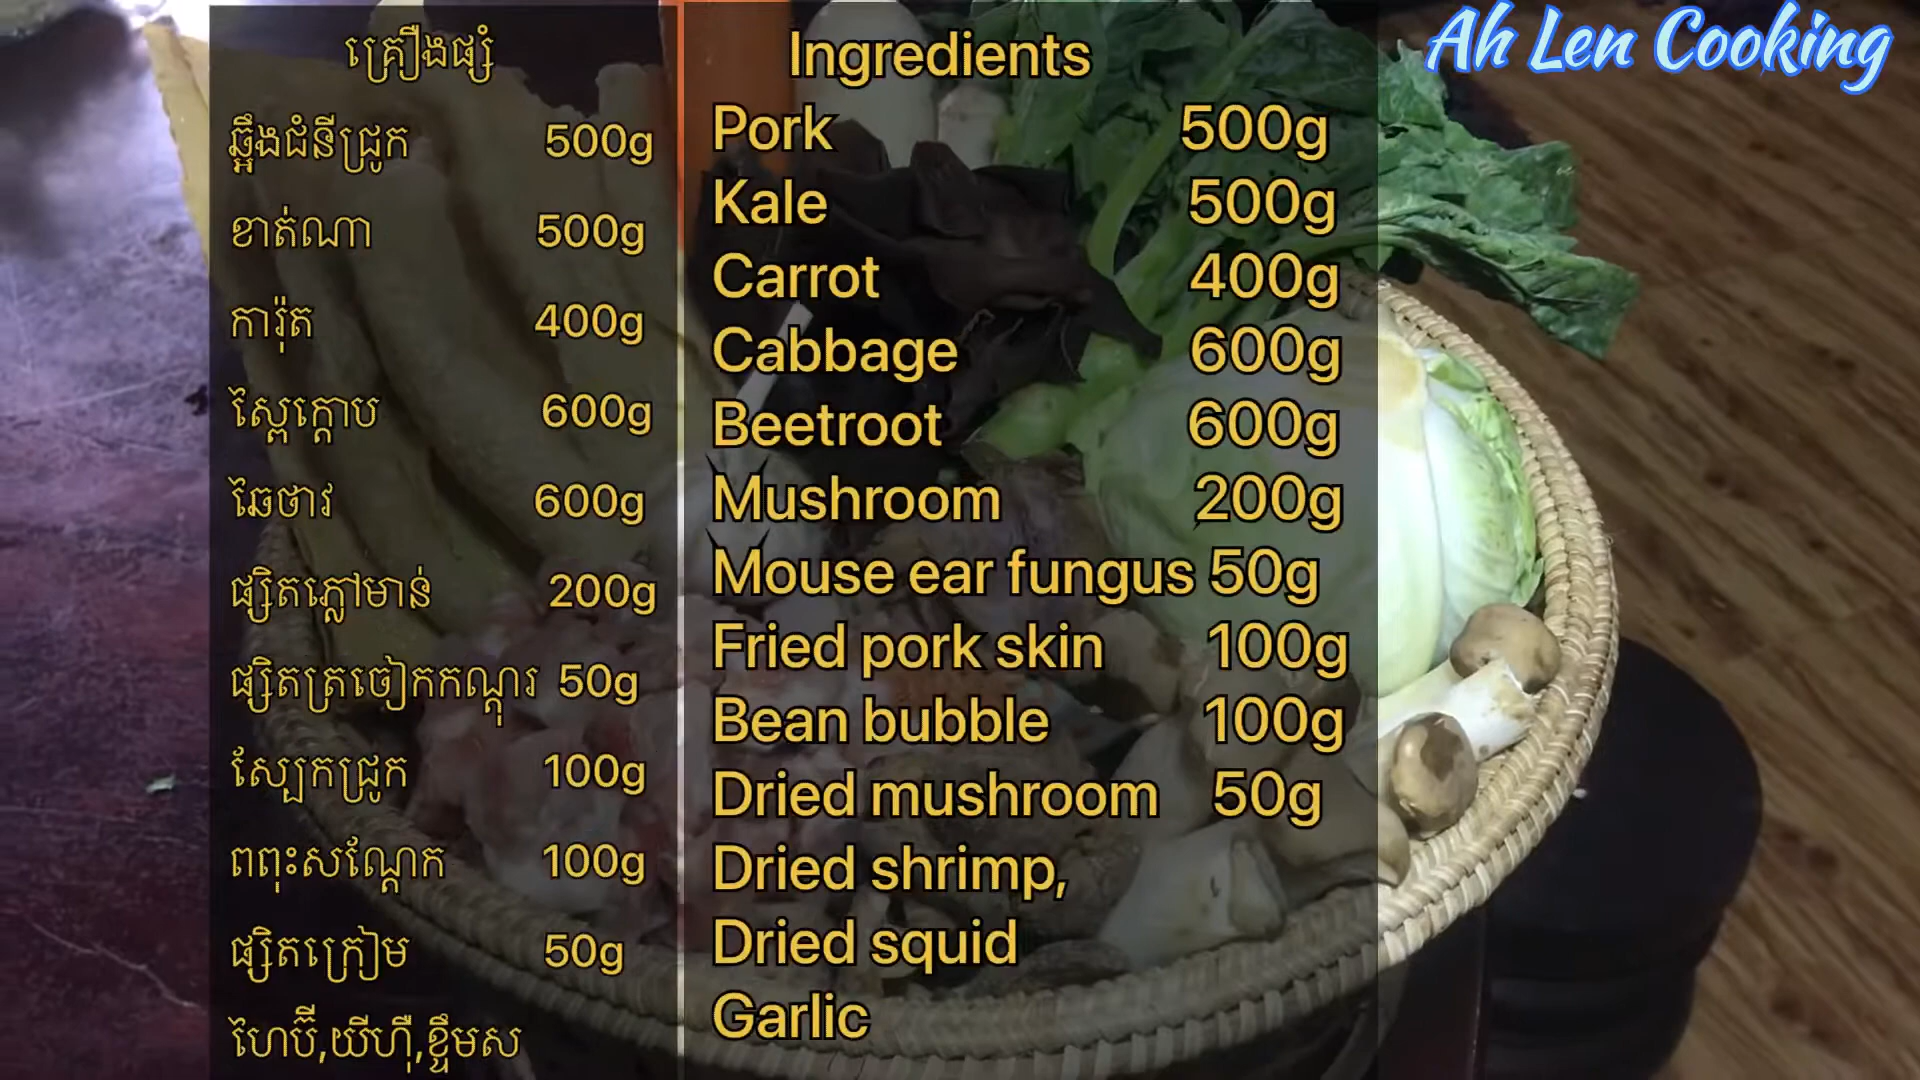 គ្រឿងផ្សំ
ឆ្អឹងជំនីជ្រូក 500g
ខាត់ណា 500g
ការ៉ុត 400g
ស្ពៃក្តោប 600g
ឆៃថាវ 600g
ផ្សិតភ្លៅមាន់ 200g
ផ្សិតត្រចៀកកណ្តុរ 50g
ស្បែកជ្រូក 100g
ពពុះសណ្តែក 100g
ផ្សិតក្រៀម 50g
ហៃប៊ី,យីហ៊ឺ,ខ្ទឹមស
Ingredients
Pork 500g
Kale 500g
Carrot 400g
Cabbage 600g
Beetroot 600g
Mushroom 200g
Mouse ear fungus 50g
Fried pork skin 100g
Bean bubble 100g
Dried mushroom 50g
Dried shrimp,
Dried squid
Garlic
Ah Len Cooking